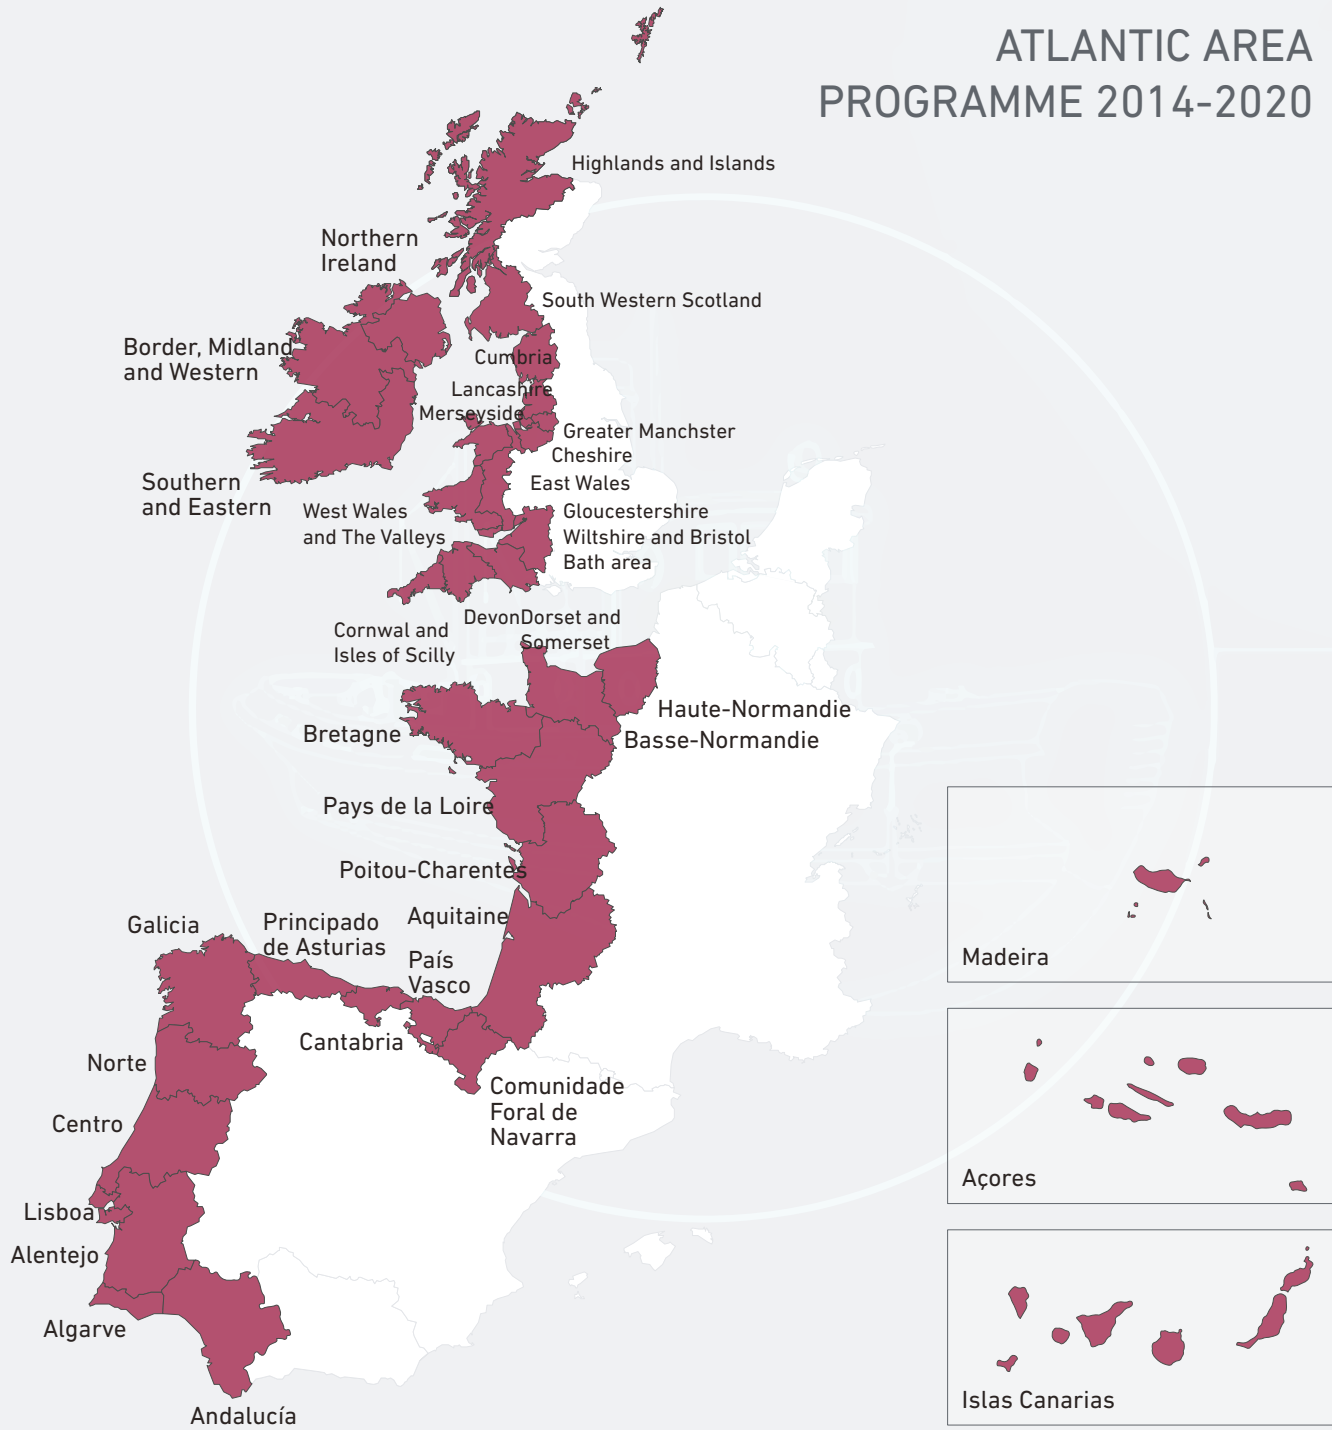 ATLANTIC AREA
PROGRAMME 2014-2020
Highlands and Islands
Northern
Ireland
South Western Scotland
Border, Midland
and Western
Cumbria
Lancashire
Merseyside
Greater Manchster
Cheshire
Southern
and Eastern
East Wales
West Wales
and The Valleys
Gloucestershire
Wiltshire and Bristol
Bath area
Cornwal and
Isles of Scilly
Devon
Dorset and
Somerset
Haute-Normandie
Basse-Normandie
Bretagne
Pays de la Loire
Poitou-Charentes
Aquitaine
Galicia
Principado
de Asturias
País
Vasco
Cantabria
Comunidade
Foral de
Navarra
Norte
Centro
Lisboa
Alentejo
Algarve
Andalucía
Madeira
Açores
Islas Canarias